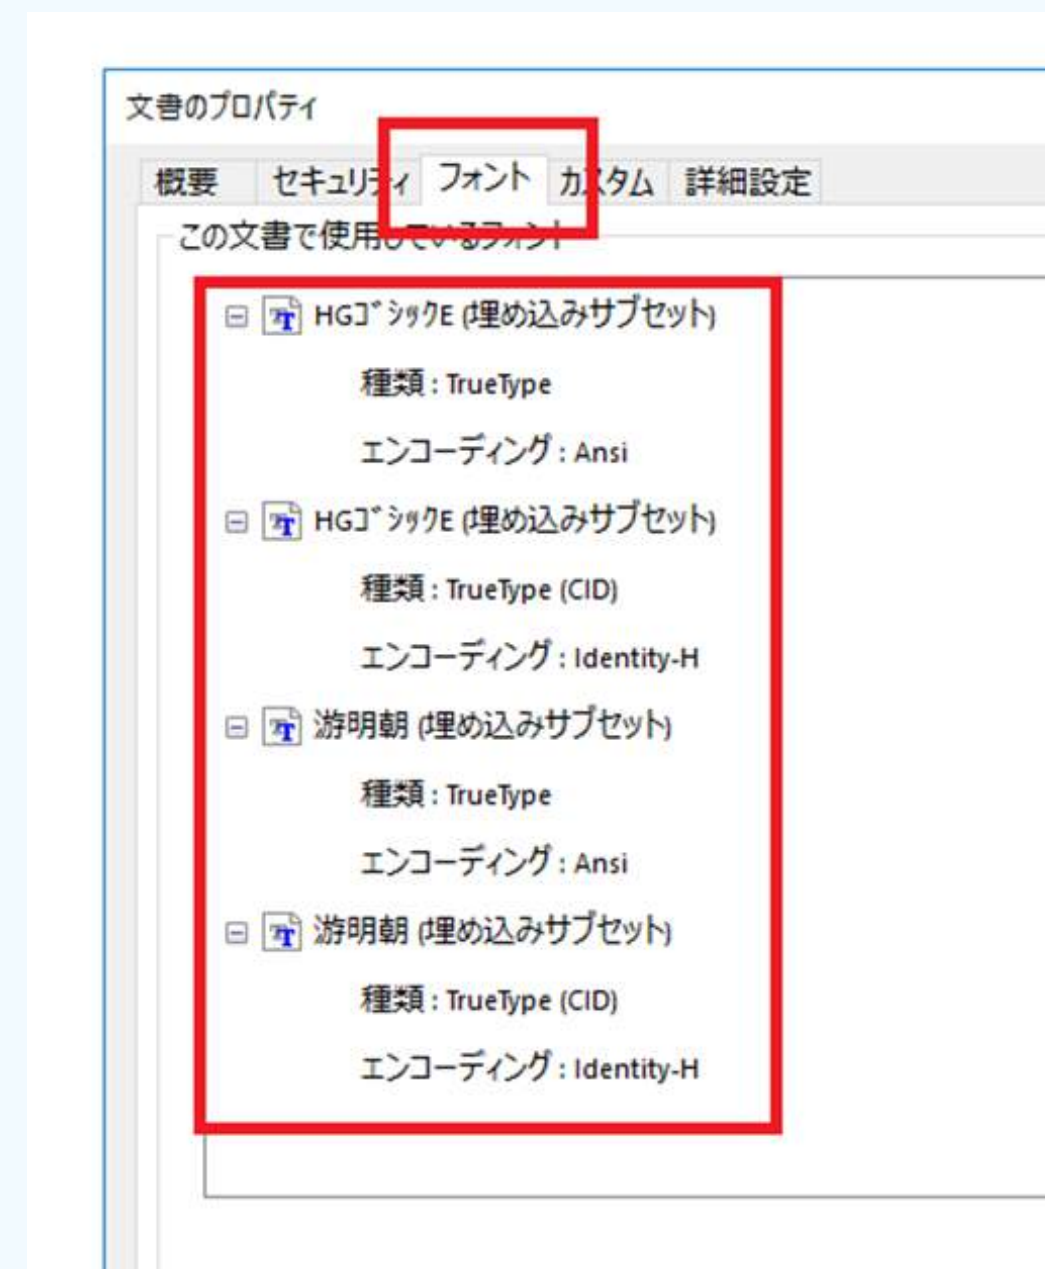 文書のプロパティ
概要 セキュリティ フォント カスタム 詳細設定
この文書で使用しているフォント
HGｺﾞｼｯｸE (埋め込みサブセット)
種類 : TrueType
エンコーディング : Ansi
HGｺﾞｼｯｸE (埋め込みサブセット)
種類 : TrueType (CID)
エンコーディング : Identity-H
游明朝 (埋め込みサブセット)
種類 : TrueType
エンコーディング : Ansi
游明朝 (埋め込みサブセット)
種類 : TrueType (CID)
エンコーディング : Identity-H